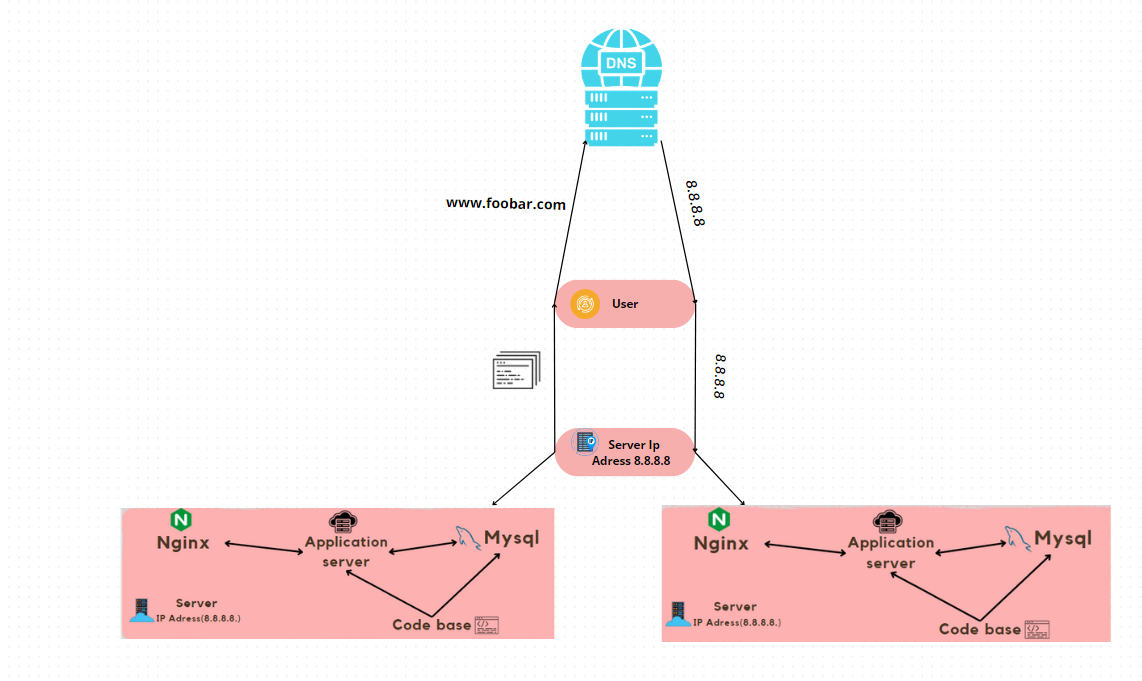 DNS
www.foobar.com
8.8.8.8
User
8.8.8.8
Server Ip
Adress 8.8.8.8
Nginx
Application
server
Mysql
Server
IP Adress(8.8.8.8.)
Code base
Nginx
Application
server
Mysql
Server
IP Adress(8.8.8.8.)
Code base